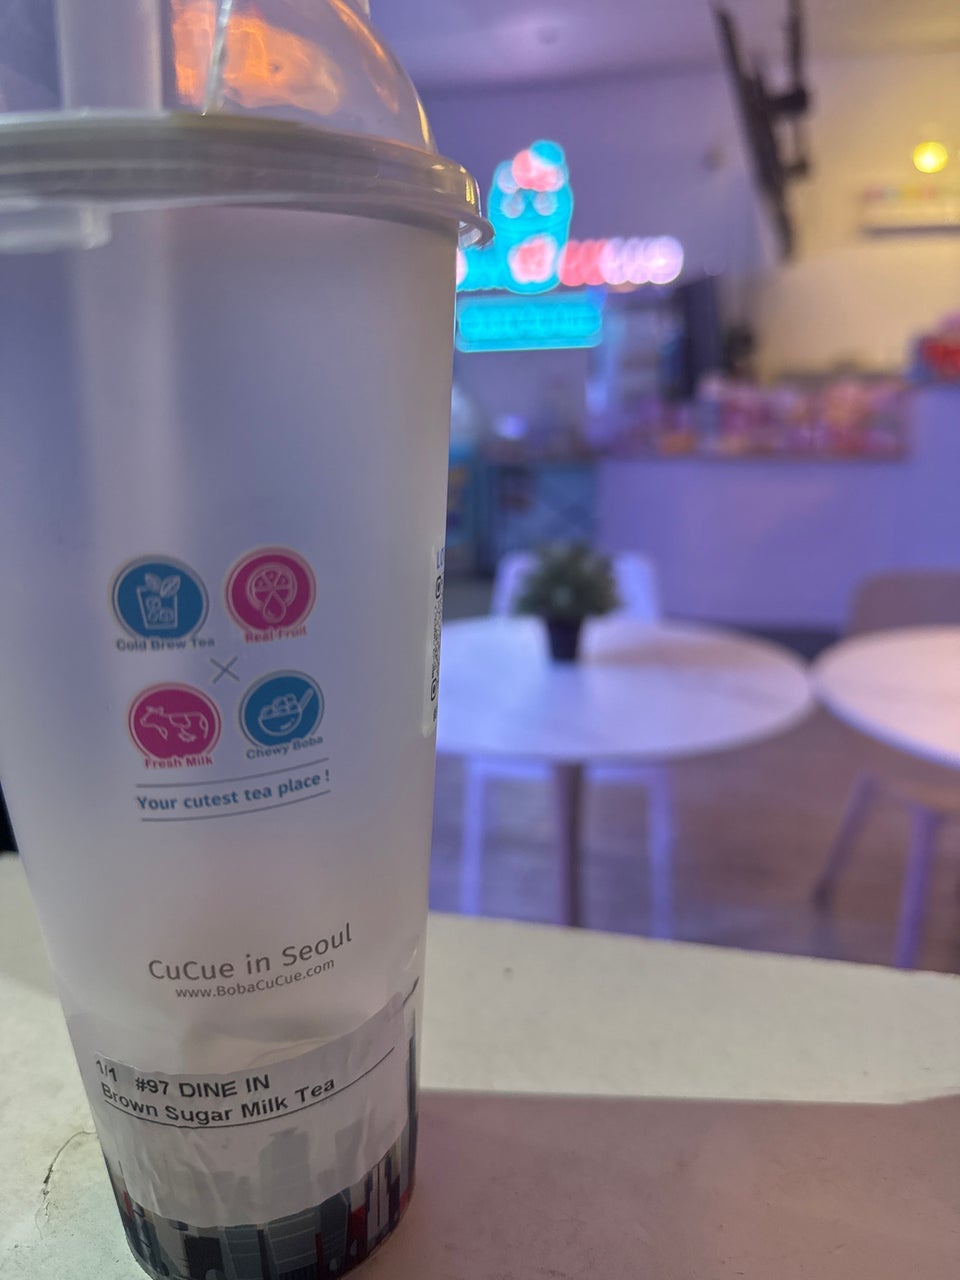 Cold Brew Tea
Real Fruit
Fresh Milk
Chewy Boba
Your cutest tea place !
CuCue in Seoul
www.BobaCuCue.com
1/1 #97 DINE IN
Brown Sugar Milk Tea